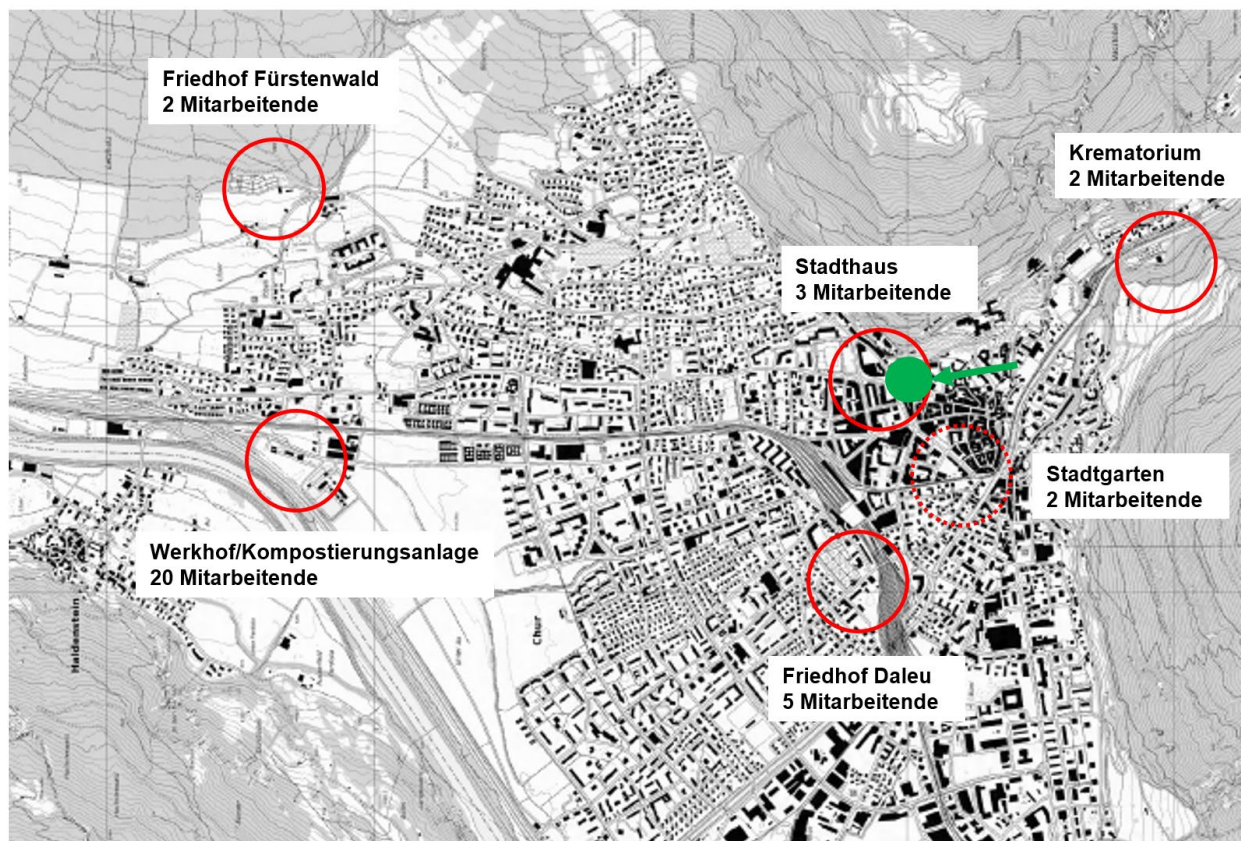 Friedhof Fürstenwald
2 Mitarbeitende
Krematorium
2 Mitarbeitende
Stadthaus
3 Mitarbeitende
Stadtgarten
2 Mitarbeitende
Werkhof/Kompostierungsanlage
20 Mitarbeitende
Friedhof Daleu
5 Mitarbeitende
Haldenstein
Chur